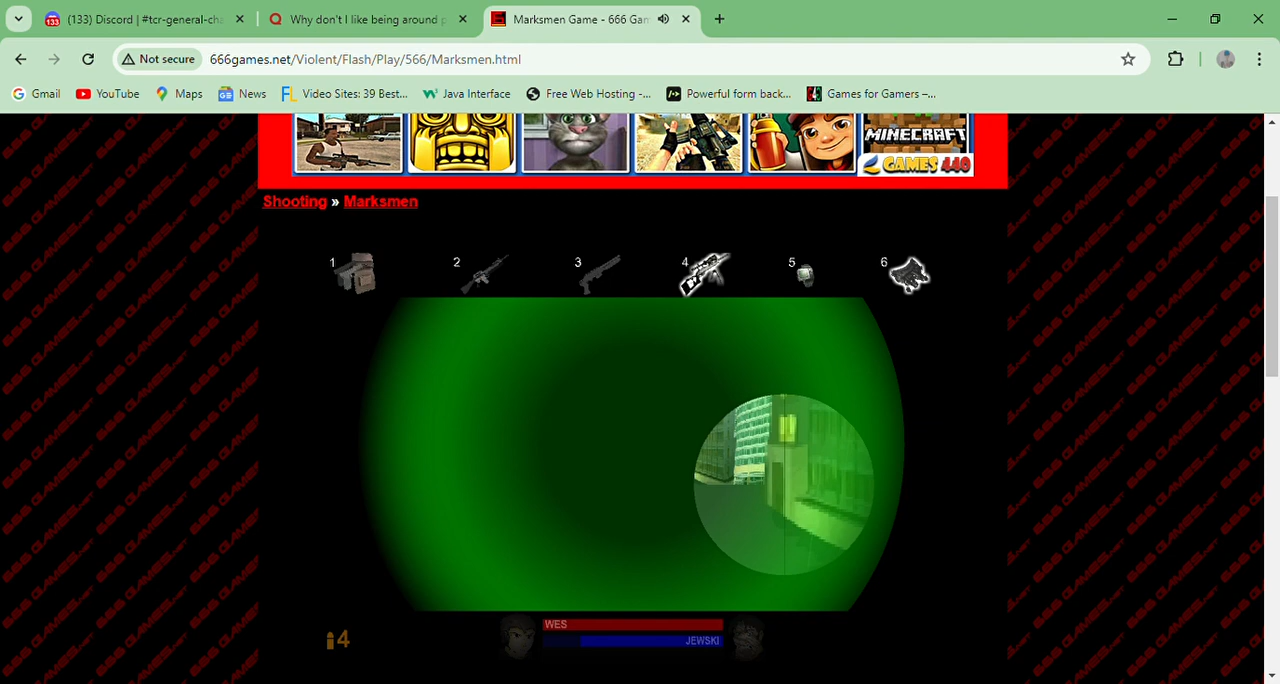 (133) Discord | #tcr-general-cha
Why don't I like being around p
Marksmen Game - 666 Gam
Not secure
666games.net/Violent/Flash/Play/566/Marksmen.html
Gmail
YouTube
Maps
News
Video Sites: 39 Best...
Java Interface
Free Web Hosting -...
Powerful form back...
Games for Gamers –...
MINECRAFT
GAMES 440
Shooting » Marksmen
1
2
3
4
5
6
4
WES
JEWSKI
666 GAMES.NET